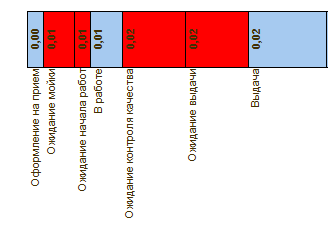 0,00
0,01
0,01
0,01
0,02
0,02
0,02
Оформление на прием
Ожидание мойки
Ожидание начала работ
В работе
Ожидание контроля качества
Ожидание выдачи
Выдача